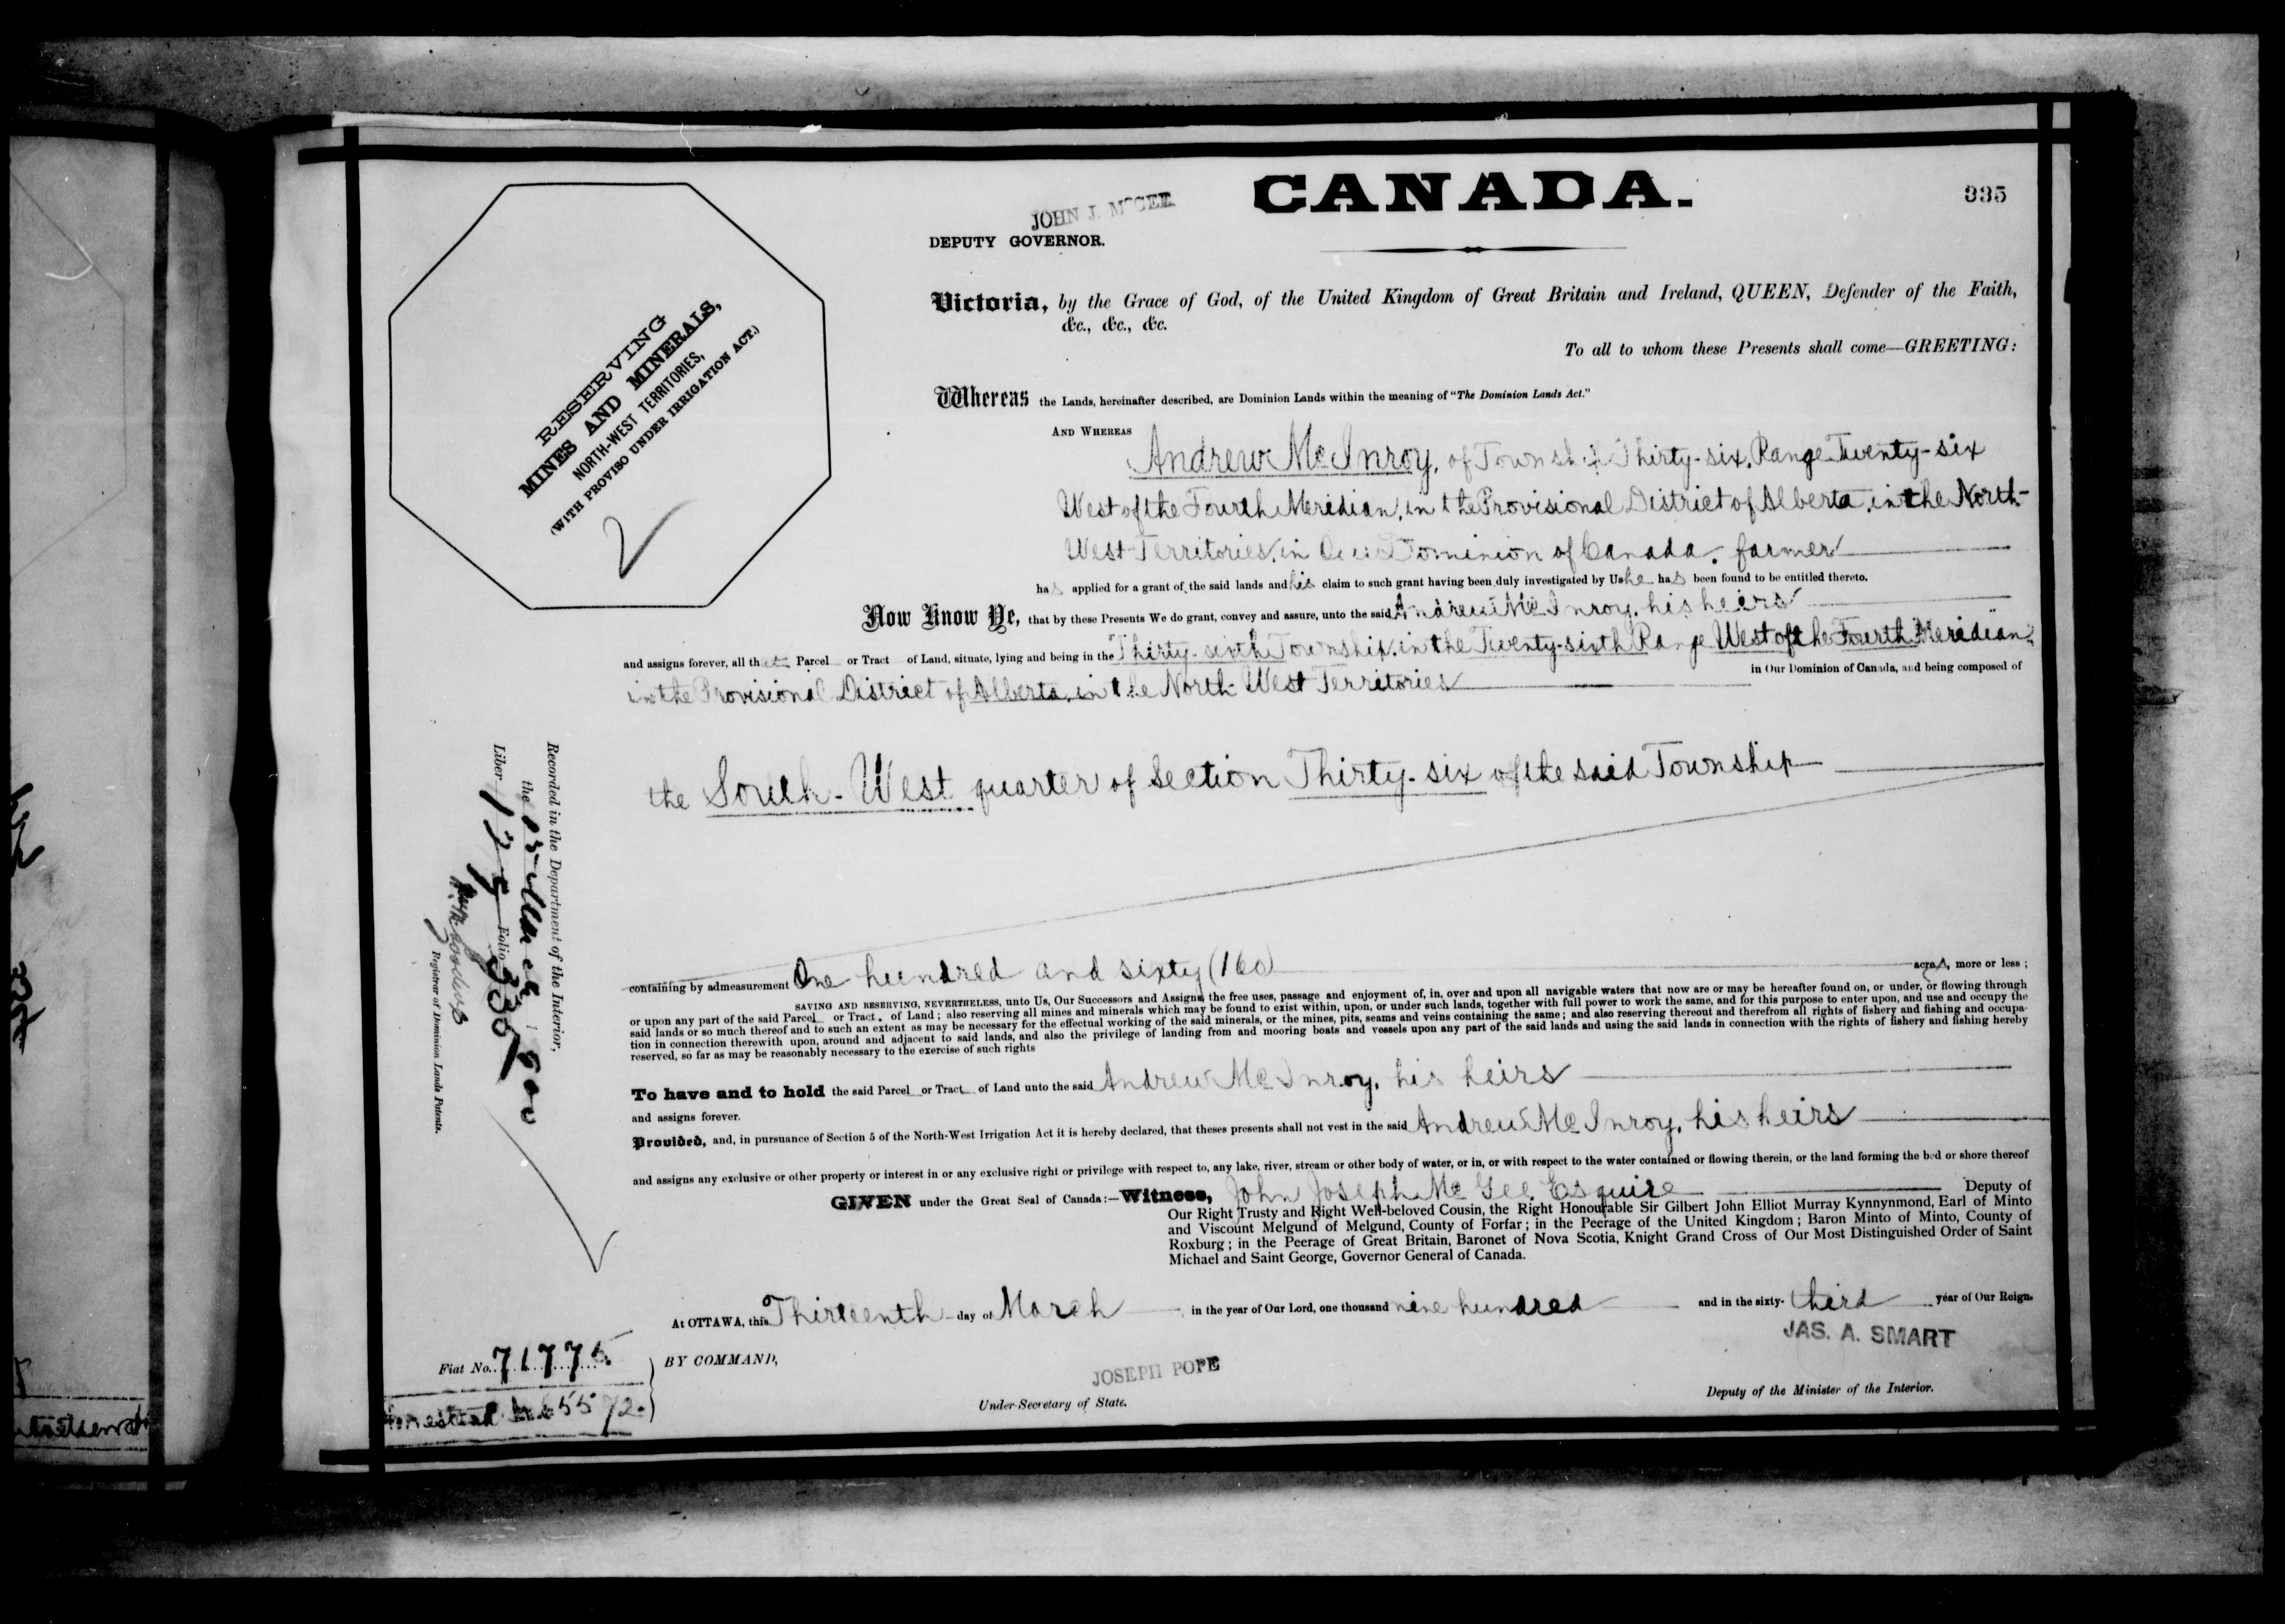 CANADA.
335
JOHN J. McGEE
DEPUTY GOVERNOR.
RESERVING
MINES AND MINERALS,
NORTH-WEST TERRITORIES,
(WITH PROVISO UNDER IRRIGATION ACT.)
Victoria, by the Grace of God, of the United Kingdom of Great Britain and Ireland, QUEEN, Defender of the Faith,
&c., &c., &c.
To all to whom these Presents shall come—GREETING:
Whereas the Lands, hereinafter described, are Dominion Lands within the meaning of "The Dominion Lands Act."
AND WHEREAS
Andrew McInroy, of Township Thirty-six, Range Twenty-six
West of the Fourth Meridian, in the Provisional District of Alberta, in the North-
West Territories, in Our Dominion of Canada, farmer
has applied for a grant of the said lands and his claim to such grant having been duly investigated by Us he has been found to be entitled thereto.
Now Know Ye, that by these Presents We do grant, convey and assure, unto the said Andrew McInroy, his heirs
and assigns forever, all that Parcel or Tract of Land, situate, lying and being in the Thirty-sixth Township, in the Twenty-sixth Range West of the Fourth Meridian,
in the Provisional District of Alberta, in the North-West Territories in Our Dominion of Canada, and being composed of
the South-West quarter of Section Thirty-six of the said Township
containing by admeasurement One hundred and sixty (160) acres, more or less;
SAVING AND RESERVING, NEVERTHELESS, unto Us, Our Successors and Assigns, the free uses, passage and enjoyment of, in, over and upon all navigable waters that now are or may be hereafter found on, or under, or flowing through
or upon any part of the said Parcel or Tract of Land; also reserving all mines and minerals which may be found to exist within, upon, or under such lands, together with full power to work the same, and for this purpose to enter upon, and use and occupy the
said lands or so much thereof and to such an extent as may be necessary for the effectual working of the said minerals, or the mines, pits, seams and veins containing the same; and also reserving thereout and therefrom all rights of fishery and fishing and occupa-
tion in connection therewith upon, around and adjacent to said lands, and also the privilege of landing from and mooring boats and vessels upon any part of the said lands and using the said lands in connection with the rights of fishery and fishing hereby
reserved, so far as may be reasonably necessary to the exercise of such rights
To have and to hold the said Parcel or Tract of Land unto the said Andrew McInroy, his heirs
and assigns forever.
Provided, and, in pursuance of Section 5 of the North-West Irrigation Act it is hereby declared, that theses presents shall not vest in the said Andrew McInroy, his heirs
and assigns any exclusive or other property or interest in or any exclusive right or privilege with respect to, any lake, river, stream or other body of water, or in, or with respect to the water contained or flowing therein, or the land forming the bed or shore thereof
GIVEN under the Great Seal of Canada:—Witness, John Joseph McGee, Esquire Deputy of
Our Right Trusty and Right Well-beloved Cousin, the Right Honourable Sir Gilbert John Elliot Murray Kynnynmond, Earl of Minto
and Viscount Melgund of Melgund, County of Forfar; in the Peerage of the United Kingdom; Baron Minto of Minto, County of
Roxburg; in the Peerage of Great Britain, Baronet of Nova Scotia, Knight Grand Cross of Our Most Distinguished Order of Saint
Michael and Saint George, Governor General of Canada.
At OTTAWA, this Thirteenth day of March in the year of Our Lord, one thousand nine hundred and in the sixty-third year of Our Reign.
JAS. A. SMART
Deputy of the Minister of the Interior.
BY COMMAND,
JOSEPH POPE
Under-Secretary of State.
Recorded in the Department of the Interior,
the 15 March 1900
Liber 129 Folio 335
Registrar of Dominion Lands Patents.
Fiat No. 71775
Homestead 5572